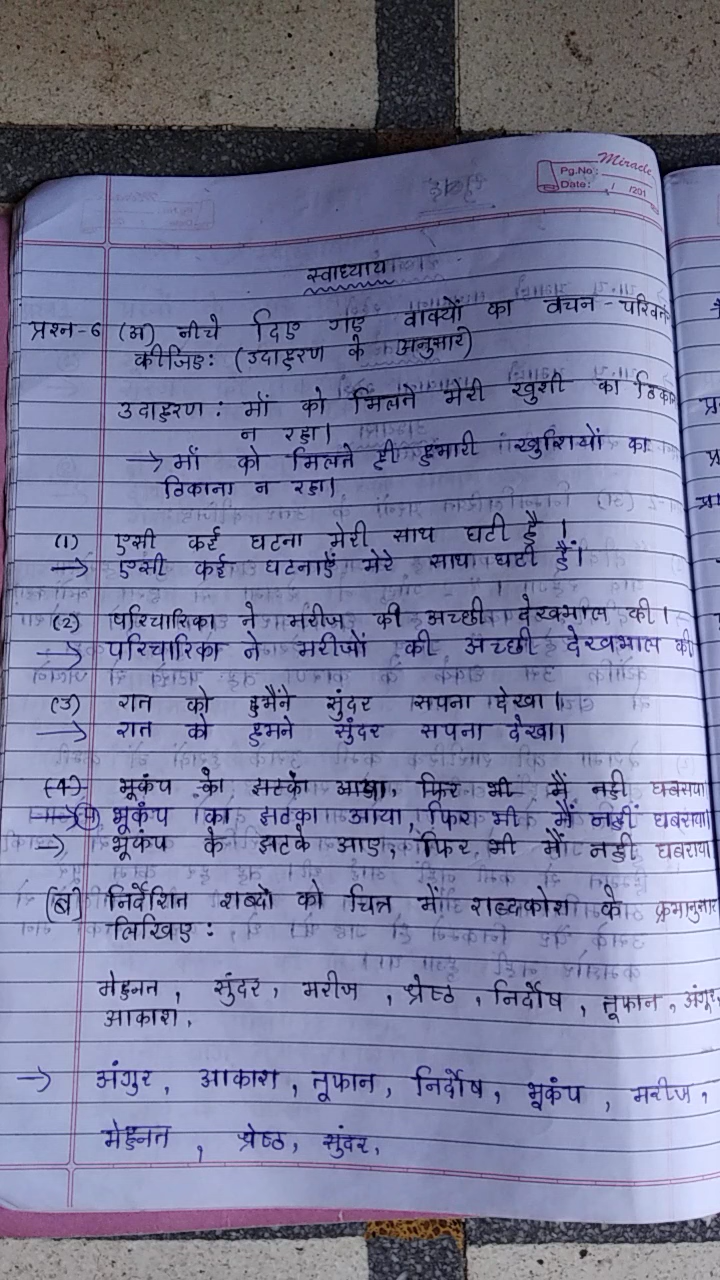 Miracle
Pg.No:
Date: / /201
स्वाध्याय
प्रश्न-6 (अ) नीचे दिए गए वाक्यों का वचन-परिवर्त
कीजिए: (उदाहरण के अनुसार)
उदाहरण: माँ को मिलते मेरी खुशी का ठिका
न रहा।
→ माँ को मिलते ही हमारी खुशियों का
ठिकाना न रहा।
(1) एसी कई घटना मेरी साथ घटी है।
→ एसी कई घटनाएँ मेरे साथ घटी हैं।
(2) परिचारिका ने मरीज की अच्छी देखभाल की।
→ परिचारिका ने मरीजों की अच्छी देखभाल की
(3) रात को हमैने सुंदर सपना देखा।
→ रात को हमने सुंदर सपना देखा।
(4) भूकंप का झटका आया, फिर भी मैं नही घबराया
भूकंप का झटका आया, फिर भी मैं नहीं घबराया
→ भूकंप के झटके आए, फिर भी मैं नही घबराया
(ब) निर्देशित शब्दो को चित्र में शब्दकोश के क्रमानुसार
लिखिए:
मेहनत, सुंदर, मरीज, श्रेष्ठ, निर्दोष, तूफान, अंगूर,
आकाश.
→ अंगुर, आकाश, तूफान, निर्दोष, भूकंप, मरीज,
मेहनत, श्रेष्ठ, सुंदर.